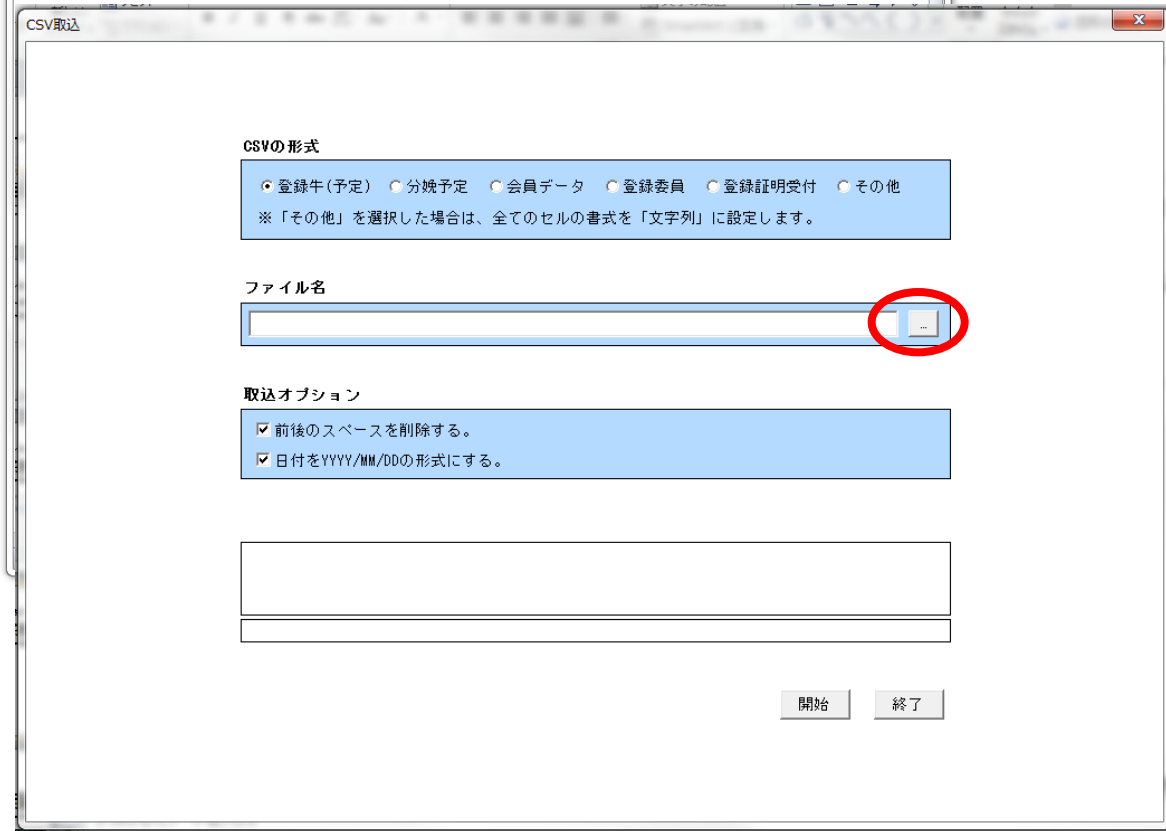 CSV取込
CSVの形式
登録牛(予定) 分娩予定 会員データ 登録委員 登録証明受付 その他
※「その他」を選択した場合は、全てのセルの書式を「文字列」に設定します。
ファイル名
...
取込オプション
前後のスペースを削除する。
日付をYYYY/MM/DDの形式にする。
開始 終了